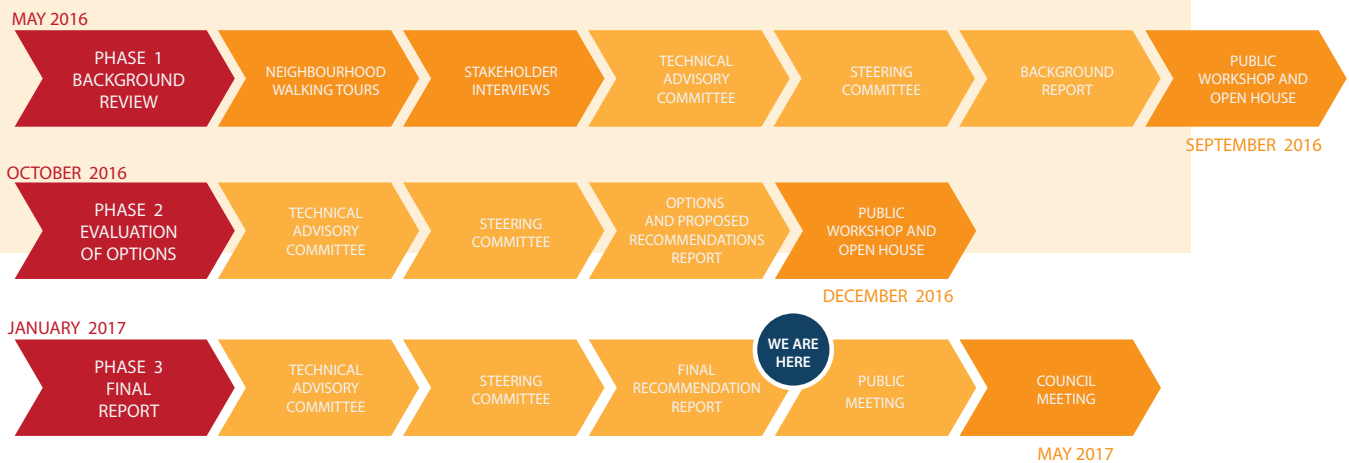 MAY 2016
PHASE 1
BACKGROUND
REVIEW
NEIGHBOURHOOD
WALKING TOURS
STAKEHOLDER
INTERVIEWS
TECHNICAL
ADVISORY
COMMITTEE
STEERING
COMMITTEE
BACKGROUND
REPORT
PUBLIC
WORKSHOP AND
OPEN HOUSE
SEPTEMBER 2016
OCTOBER 2016
PHASE 2
EVALUATION
OF OPTIONS
TECHNICAL
ADVISORY
COMMITTEE
STEERING
COMMITTEE
OPTIONS
AND PROPOSED
RECOMMENDATIONS
REPORT
PUBLIC
WORKSHOP AND
OPEN HOUSE
DECEMBER 2016
JANUARY 2017
PHASE 3
FINAL
REPORT
TECHNICAL
ADVISORY
COMMITTEE
STEERING
COMMITTEE
FINAL
RECOMMENDATION
REPORT
WE ARE
HERE
PUBLIC
MEETING
COUNCIL
MEETING
MAY 2017